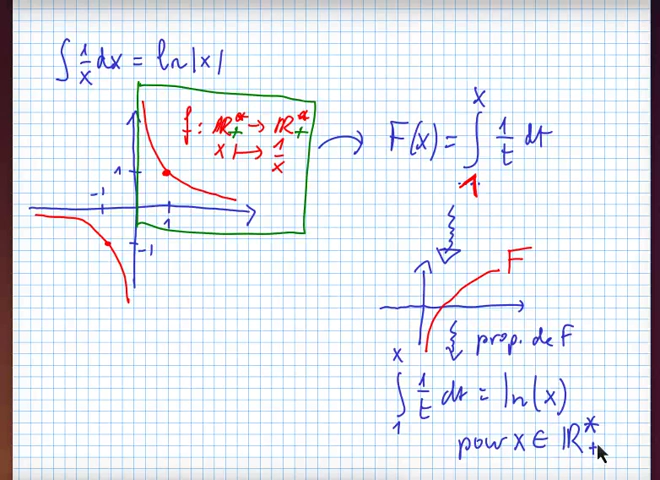 ∫ 1/x dx = ln|x|
f: ℝ₊* → ℝ₊*
x ↦ 1/x
F(x) = ∫₁ˣ 1/t dt
1
-1
1
-1
F
prop. de F
∫₁ˣ 1/t dt = ln(x)
pour x ∈ ℝ₊*